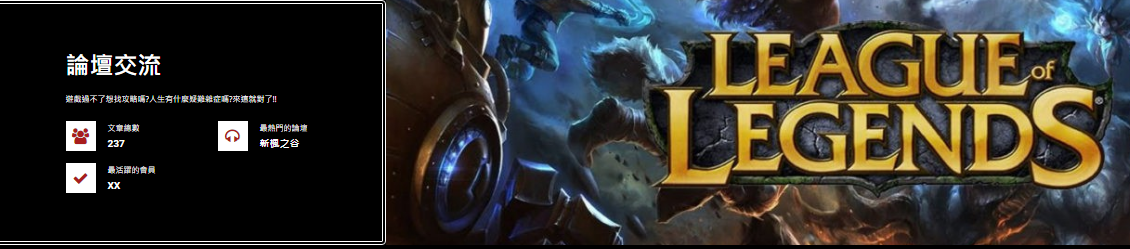 論壇交流
遊戲過不了想找攻略嗎?人生有什麼疑難雜症嗎?來這就對了!!
文章總數
237
最熱門的論壇
新楓之谷
最活躍的會員
XX
LEAGUE of
LEGENDS
®